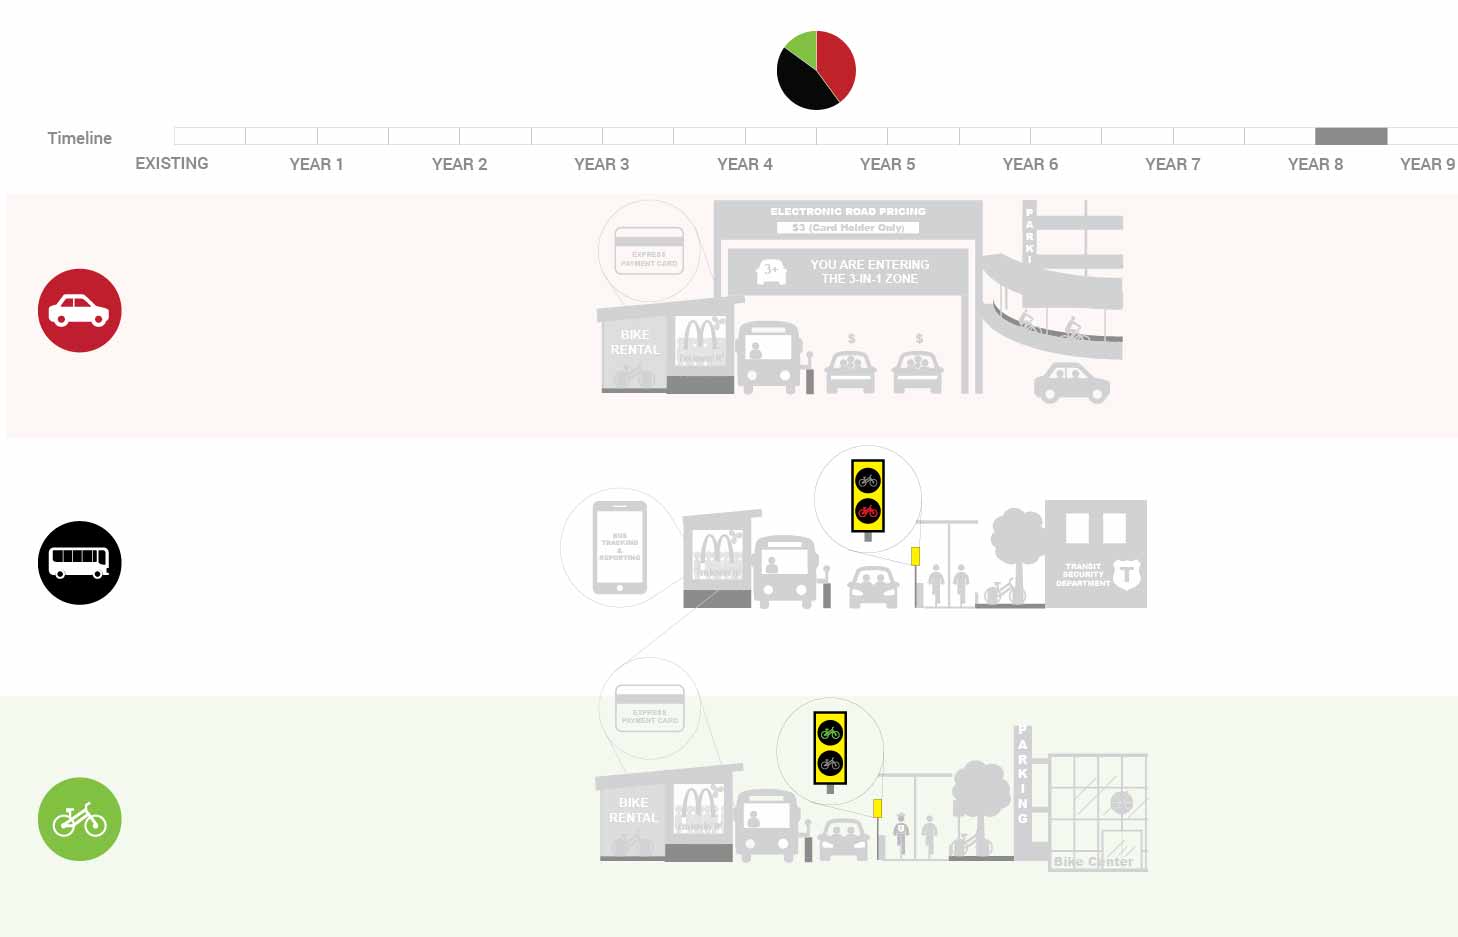 Timeline
EXISTING
YEAR 1
YEAR 2
YEAR 3
YEAR 4
YEAR 5
YEAR 6
YEAR 7
YEAR 8
YEAR 9
EXPRESS
PAYMENT CARD
ELECTRONIC ROAD PRICING
$3 (Card Holder Only)
3+
YOU ARE ENTERING
THE 3-IN-1 ZONE
PARKI
BIKE
RENTAL
i'm lovin' it
$
$
BUS
TRACKING
&
REPORTING
TRANSIT
SECURITY
DEPARTMENT
T
EXPRESS
PAYMENT CARD
BIKE
RENTAL
PARKING
Bike Center